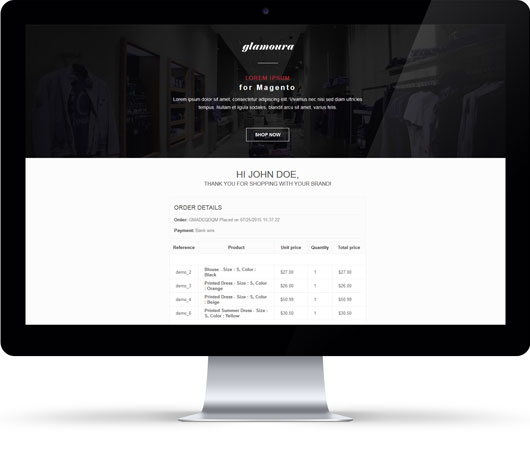 glamoura
LOREM IPSUM
for Magento
Lorem ipsum dolor sit amet, consectetur adipiscing elit. Vivamus nec nisi sed diam ultricies
tempus. Nullam et ligula sodales, blandit arcu sit amet, varius felis.
SHOP NOW
HI JOHN DOE,
THANK YOU FOR SHOPPING WITH YOUR BRAND!
ORDER DETAILS
Order: Placed on 07/25/2015 15:37:22
Payment: Bank wire
Reference Product Unit price Quantity Total price
demo_2 Blouse - Size : S, Color : Black $27.00 1 $27.00
demo_3 Printed Dress - Size : S, Color : Orange $26.00 1 $26.00
demo_4 Printed Dress - Size : S, Color : Beige $50.99 1 $50.99
demo_5 Printed Summer Dress - Size : S, Color : Yellow $30.50 1 $30.50